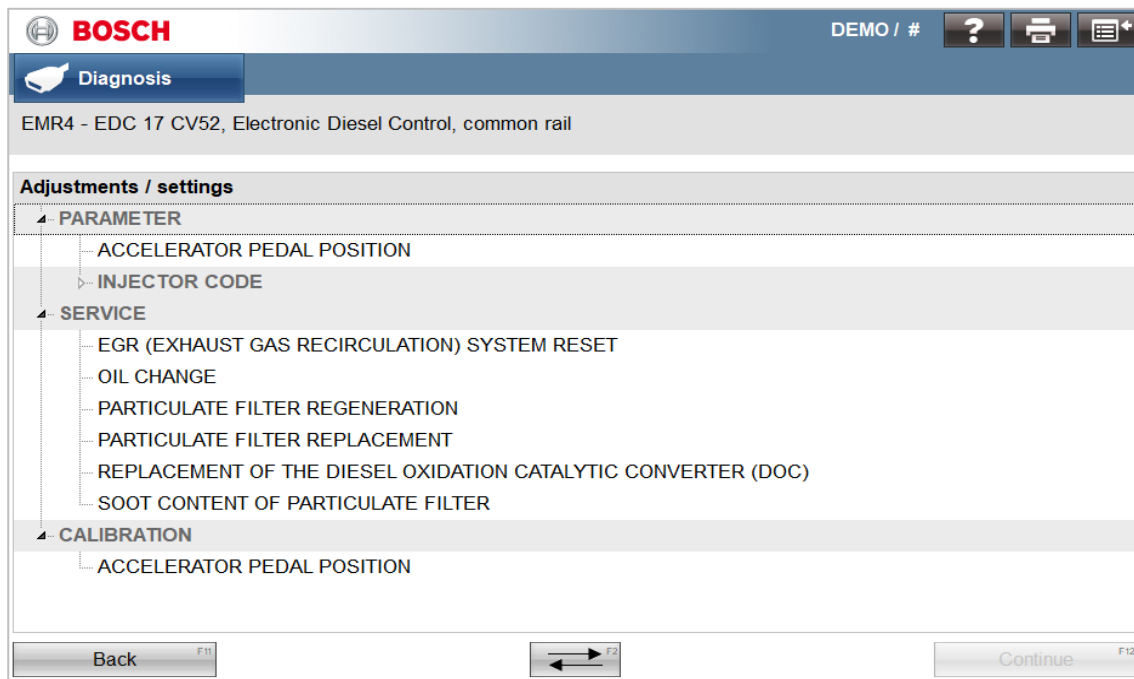 BOSCH DEMO / # ?
Diagnosis
EMR4 - EDC 17 CV52, Electronic Diesel Control, common rail
Adjustments / settings
PARAMETER
ACCELERATOR PEDAL POSITION
INJECTOR CODE
SERVICE
EGR (EXHAUST GAS RECIRCULATION) SYSTEM RESET
OIL CHANGE
PARTICULATE FILTER REGENERATION
PARTICULATE FILTER REPLACEMENT
REPLACEMENT OF THE DIESEL OXIDATION CATALYTIC CONVERTER (DOC)
SOOT CONTENT OF PARTICULATE FILTER
CALIBRATION
ACCELERATOR PEDAL POSITION
Back F11 F2 Continue F12